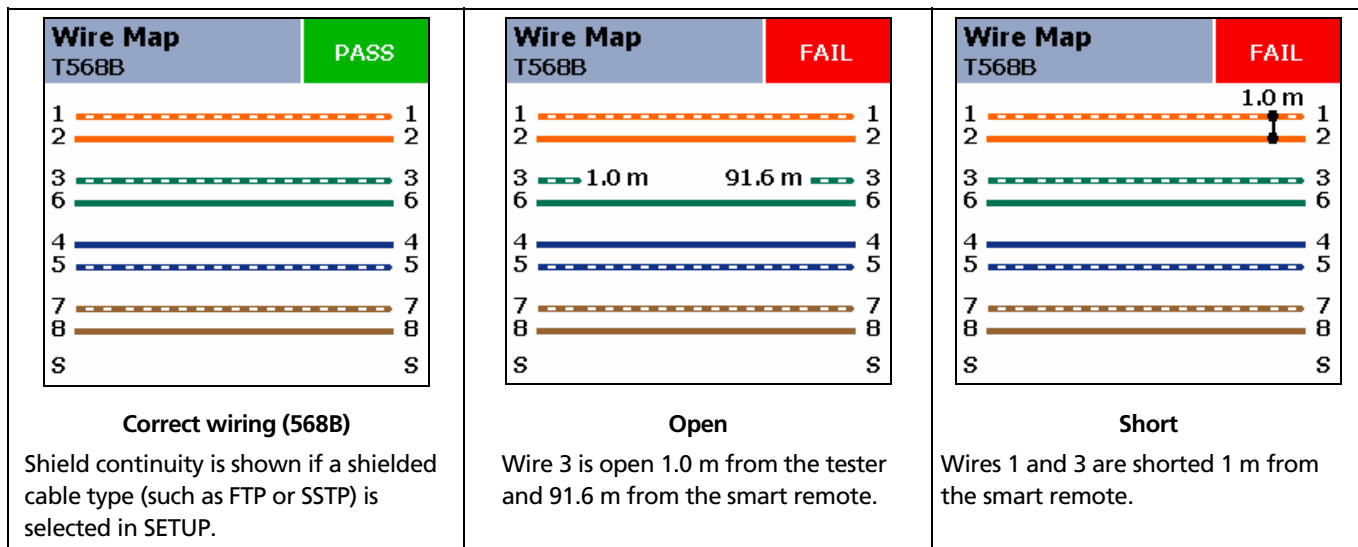 Wire Map
T568B
PASS
1 1
2 2
3 3
6 6
4 4
5 5
7 7
8 8
S S
Correct wiring (568B)
Shield continuity is shown if a shielded
cable type (such as FTP or SSTP) is
selected in SETUP.
Wire Map
T568B
FAIL
1 1
2 2
3 1.0 m 91.6 m 3
6 6
4 4
5 5
7 7
8 8
S S
Open
Wire 3 is open 1.0 m from the tester
and 91.6 m from the smart remote.
Wire Map
T568B
FAIL
1.0 m
1 1
2 2
3 3
6 6
4 4
5 5
7 7
8 8
S S
Short
Wires 1 and 3 are shorted 1 m from
the smart remote.